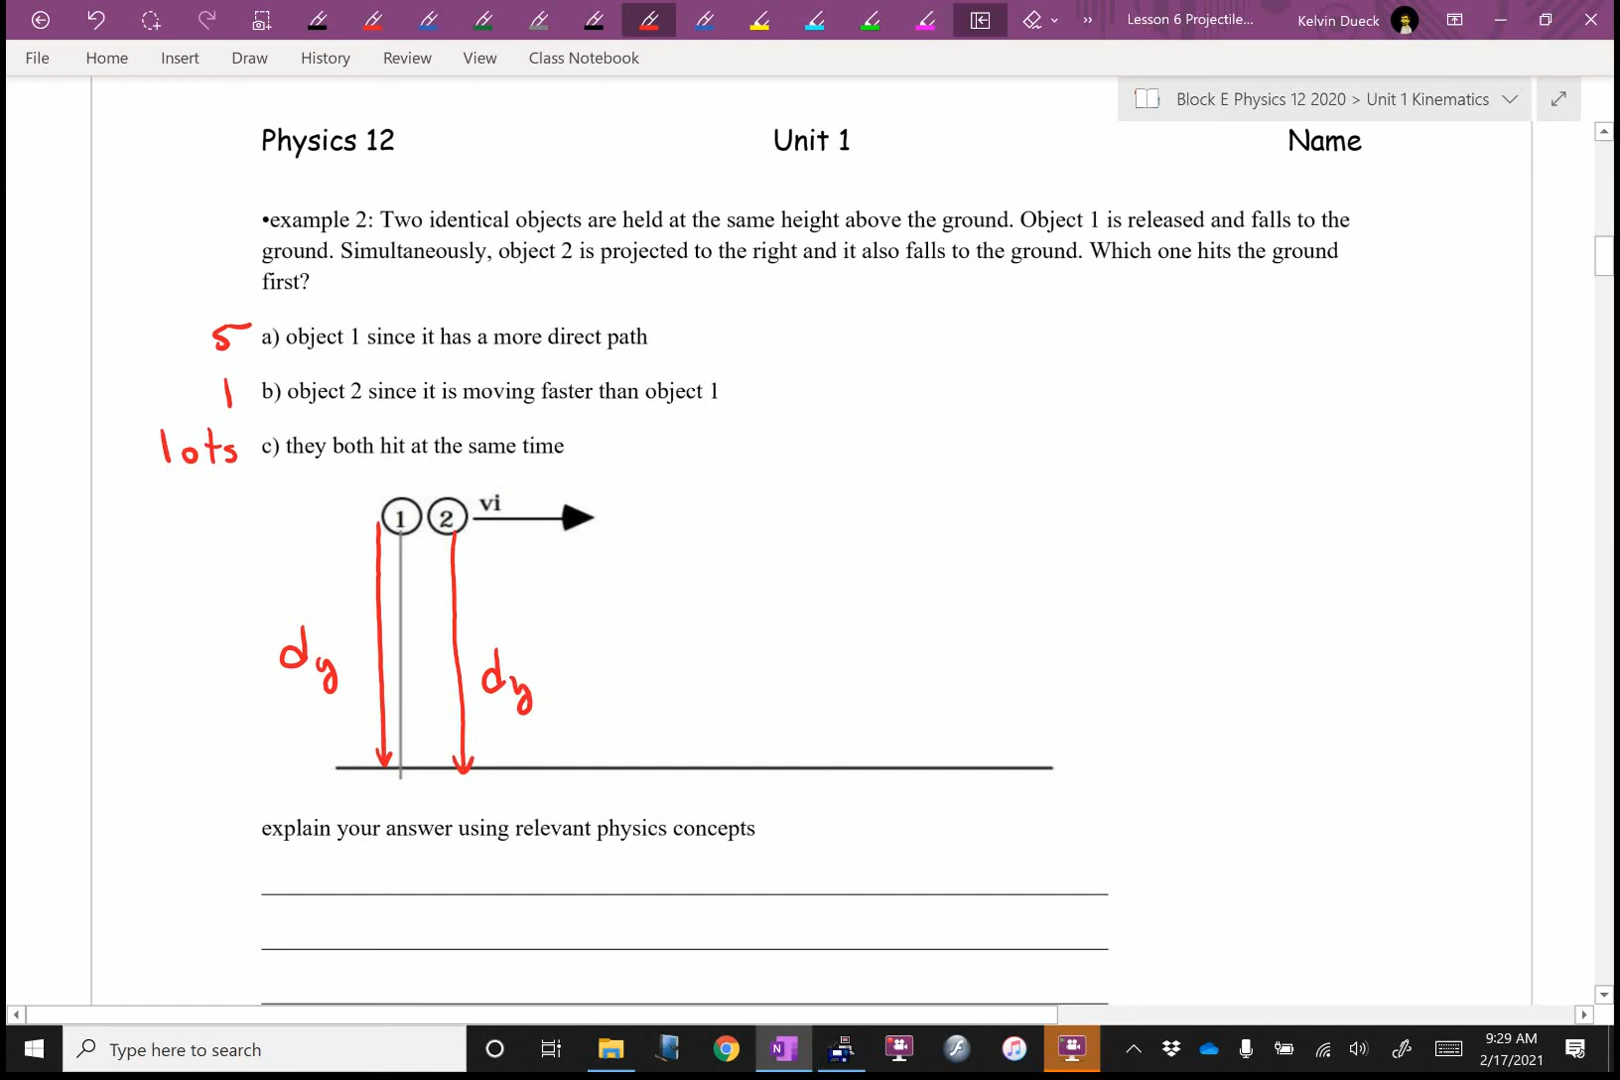 Lesson 6 Projectile...
Kelvin Dueck
File Home Insert Draw History Review View Class Notebook
Block E Physics 12 2020 > Unit 1 Kinematics
Physics 12 Unit 1 Name
•example 2: Two identical objects are held at the same height above the ground. Object 1 is released and falls to the
ground. Simultaneously, object 2 is projected to the right and it also falls to the ground. Which one hits the ground
first?
5 a) object 1 since it has a more direct path
1 b) object 2 since it is moving faster than object 1
lots c) they both hit at the same time
1 2 vi
dy dy
explain your answer using relevant physics concepts
Type here to search
9:29 AM
2/17/2021